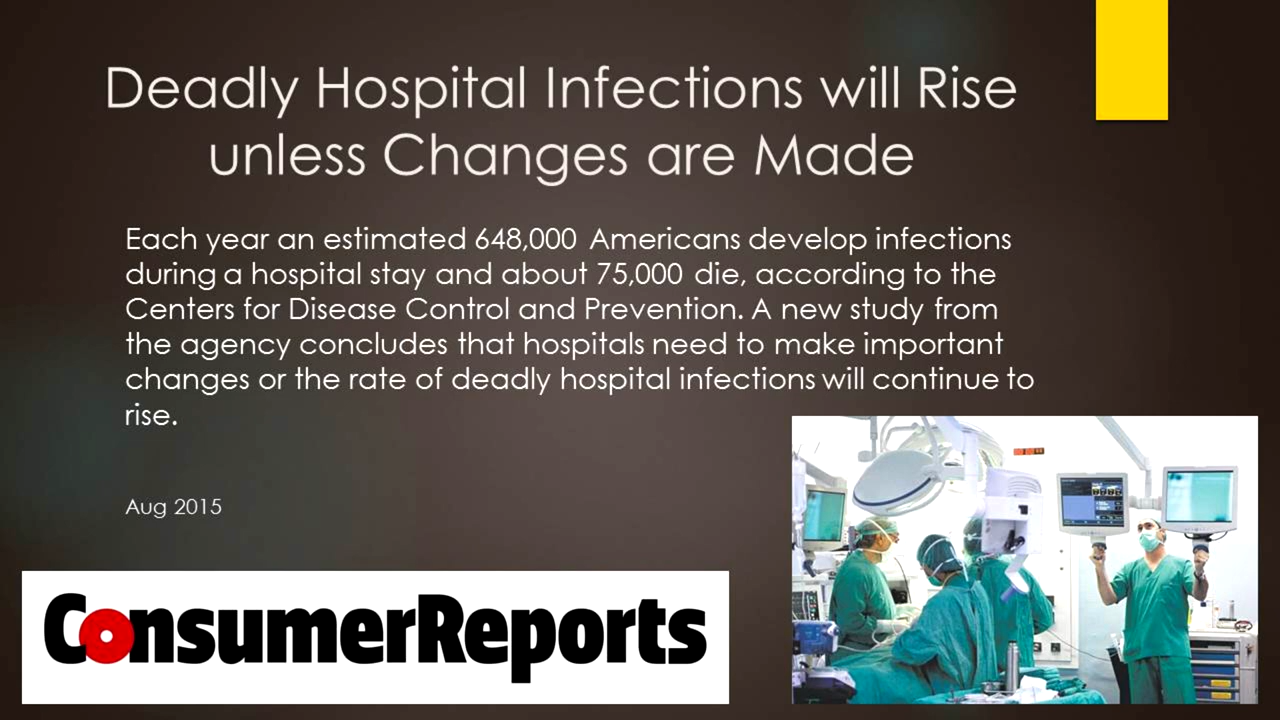 Deadly Hospital Infections will Rise
unless Changes are Made
Each year an estimated 648,000 Americans develop infections
during a hospital stay and about 75,000 die, according to the
Centers for Disease Control and Prevention. A new study from
the agency concludes that hospitals need to make important
changes or the rate of deadly hospital infections will continue to
rise.
Aug 2015
ConsumerReports